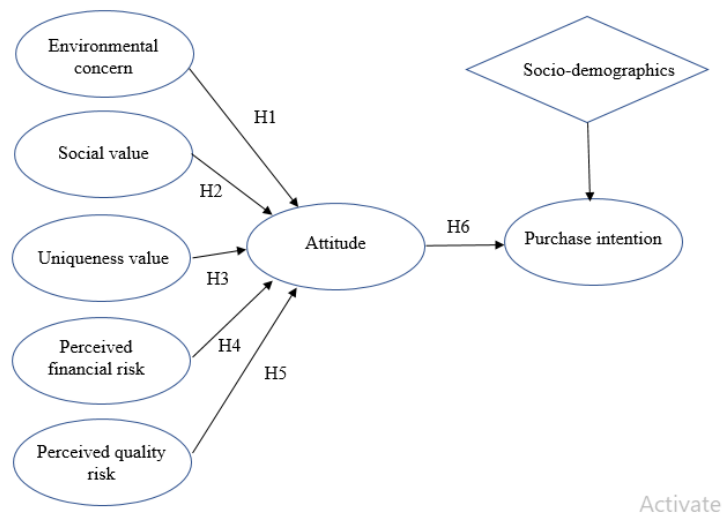 Environmental
concern
Socio-demographics
H1
Social value
H2
Uniqueness value
H3
Attitude
H6
Purchase intention
Perceived
financial risk
H4
H5
Perceived quality
risk
Activate